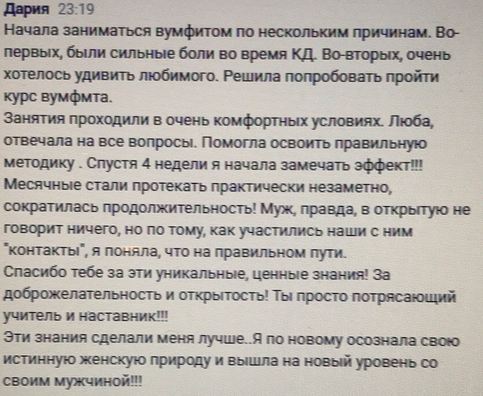 Дария 23:19
Начала заниматься вумфитом по нескольким причинам. Во-
первых, были сильные боли во время КД. Во-вторых, очень
хотелось удивить любимого. Решила попробовать пройти
курс вумфмта.
Занятия проходили в очень комфортных условиях. Люба,
отвечала на все вопросы. Помогла освоить правильную
методику . Спустя 4 недели я начала замечать эффект!!!
Месячные стали протекать практически незаметно,
сократилась продолжительность! Муж, правда, в открытую не
говорит ничего, но по тому, как участились наши с ним
"контакты", я поняла, что на правильном пути.
Спасибо тебе за эти уникальные, ценные знания! За
доброжелательность и открытость! Ты просто потрясающий
учитель и наставник!!!
Эти знания сделали меня лучше..Я по новому осознала свою
истинную женскую природу и вышла на новый уровень со
своим мужчиной!!!